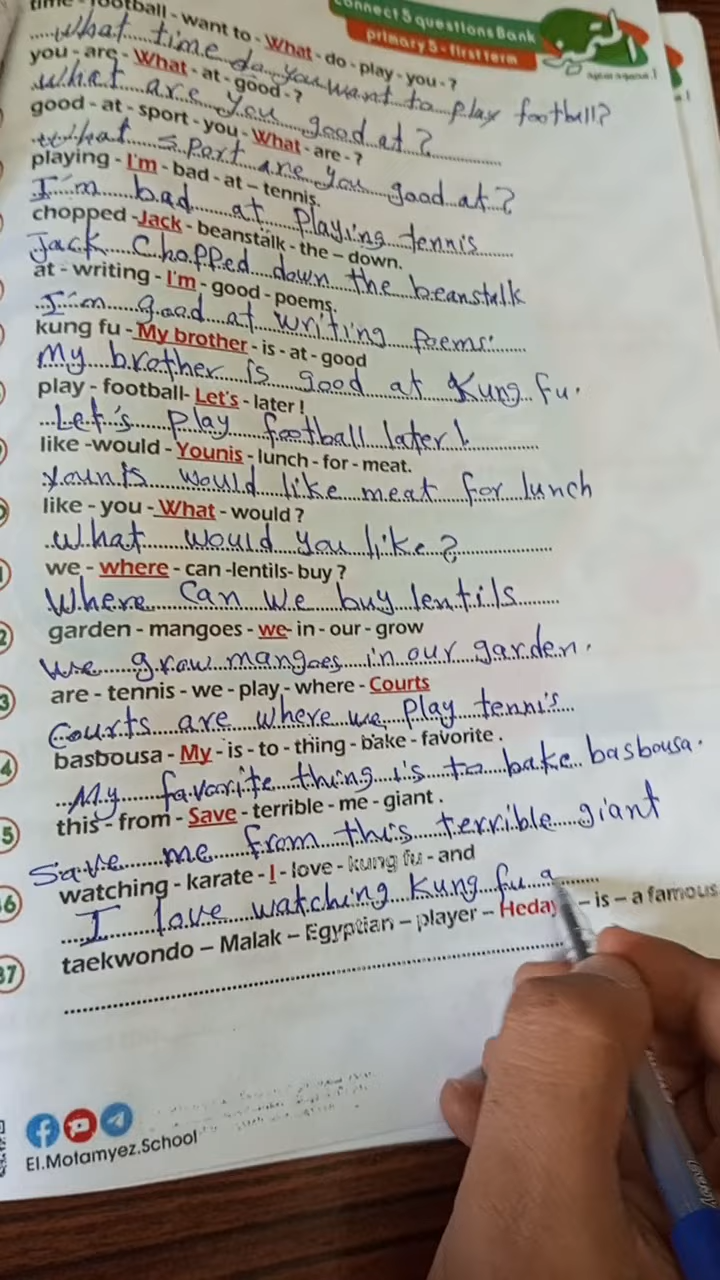 time - football - want to - What - do - play - you - ?
What time do you want to play football?
you - are - What - at - good - ?
What are you good at ?
good - at - sport - you - What - are - ?
What sport are you good at ?
playing - I'm - bad - at – tennis.
I'm bad at playing tennis
chopped -Jack - beanstalk - the – down.
Jack chopped down the beanstalk
at - writing - I'm - good - poems.
I'm good at writing poems.
kung fu - My brother - is - at - good
My brother is good at Kung fu.
play - football- Let's - later !
Let's play football later !
like -would - Younis - lunch - for - meat.
younis would like meat for lunch
like - you - What - would ?
What would you like ?
we - where - can -lentils- buy ?
Where can we buy lentils
garden - mangoes - we- in - our - grow
We grow mangoes in our garden.
are - tennis - we - play - where - Courts
Courts are where we play tennis
basbousa - My - is - to - thing - bake - favorite .
My favorite thing is to bake basbousa.
this - from - Save - terrible - me - giant .
Save me from this terrible giant
watching - karate - I - love - kung fu - and
I love watching Kung fu a
taekwondo – Malak – Egyptian – player – Heday – is – a famous
connect 5 questions Bank
primary 5 - first term
المتميز
El.Motamyez.School
37